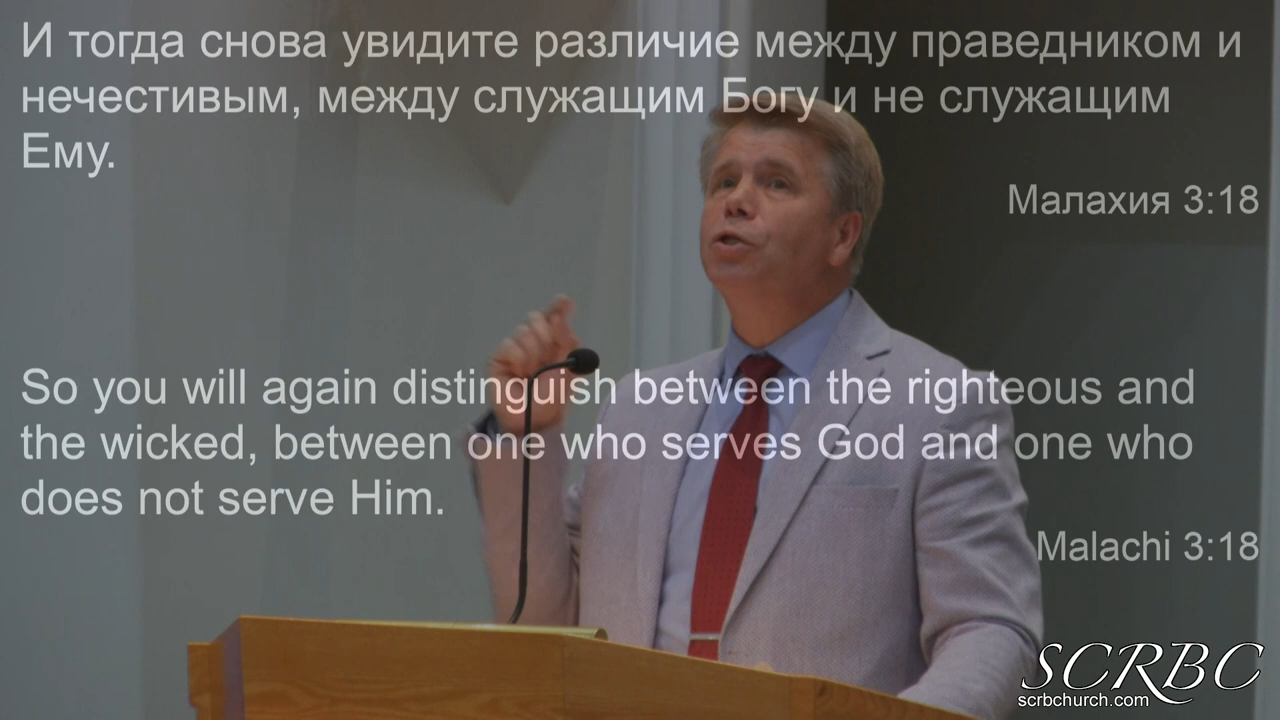 И тогда снова увидите различие между праведником и
нечестивым, между служащим Богу и не служащим
Ему.
Малахия 3:18
So you will again distinguish between the righteous and
the wicked, between one who serves God and one who
does not serve Him.
Malachi 3:18
SCRBC
scrbchurch.com